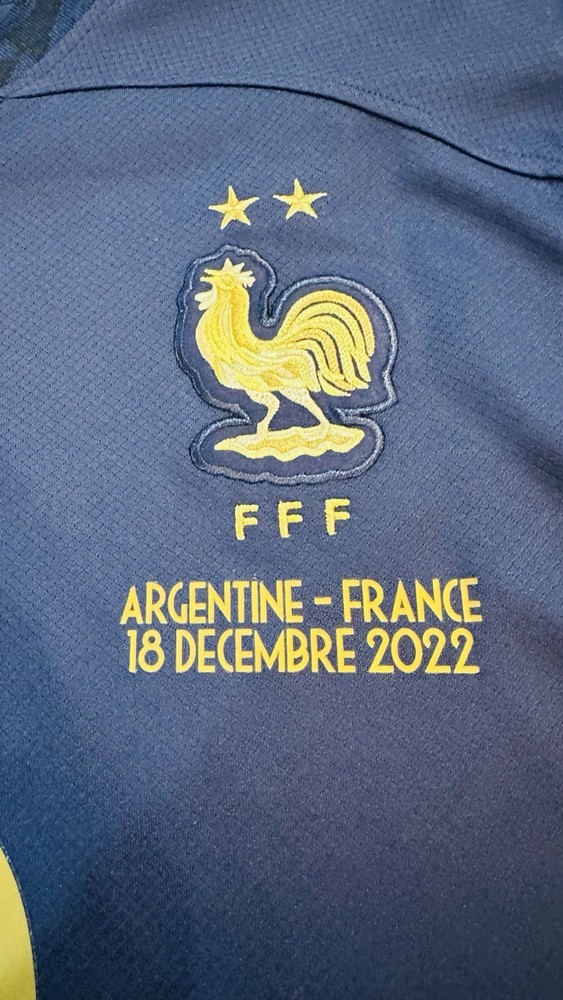 FFF
ARGENTINE - FRANCE
18 DECEMBRE 2022